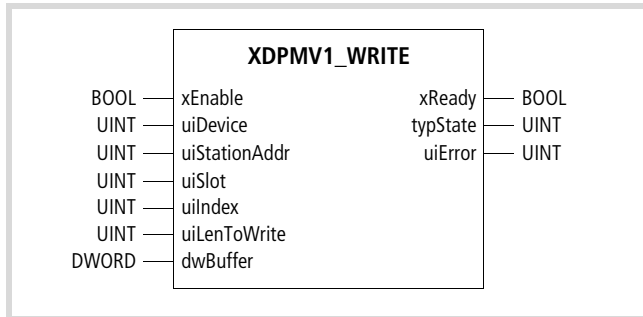 XDPMV1_WRITE
BOOL xEnable xReady BOOL
UINT uiDevice typState UINT
UINT uiStationAddr uiError UINT
UINT uiSlot
UINT uiIndex
UINT uiLenToWrite
DWORD dwBuffer